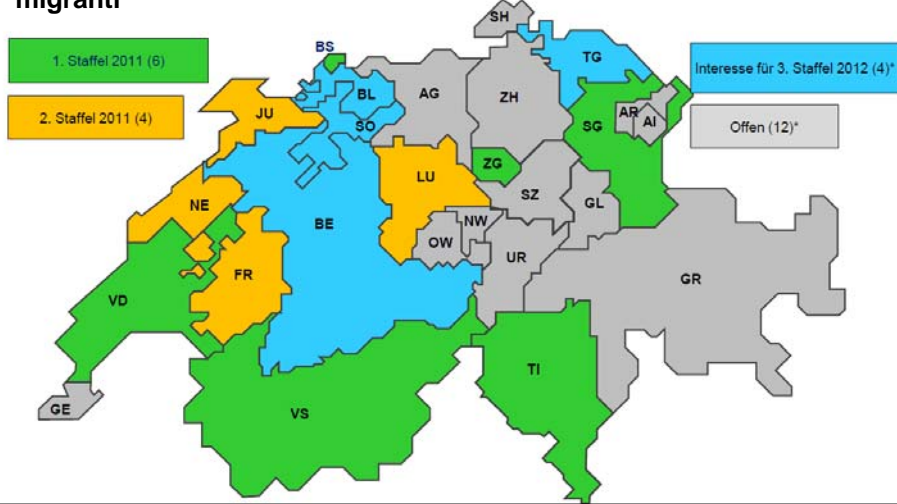 migranti
SH
BS
1. Staffel 2011 (6)
TG
Interesse für 3. Staffel 2012 (4)*
BL
AG
ZH
2. Staffel 2011 (4)
JU
SO
SG
AR
AI
Offen (12)*
ZG
LU
SZ
NE
GL
NW
BE
OW
UR
FR
GR
VD
TI
GE
VS